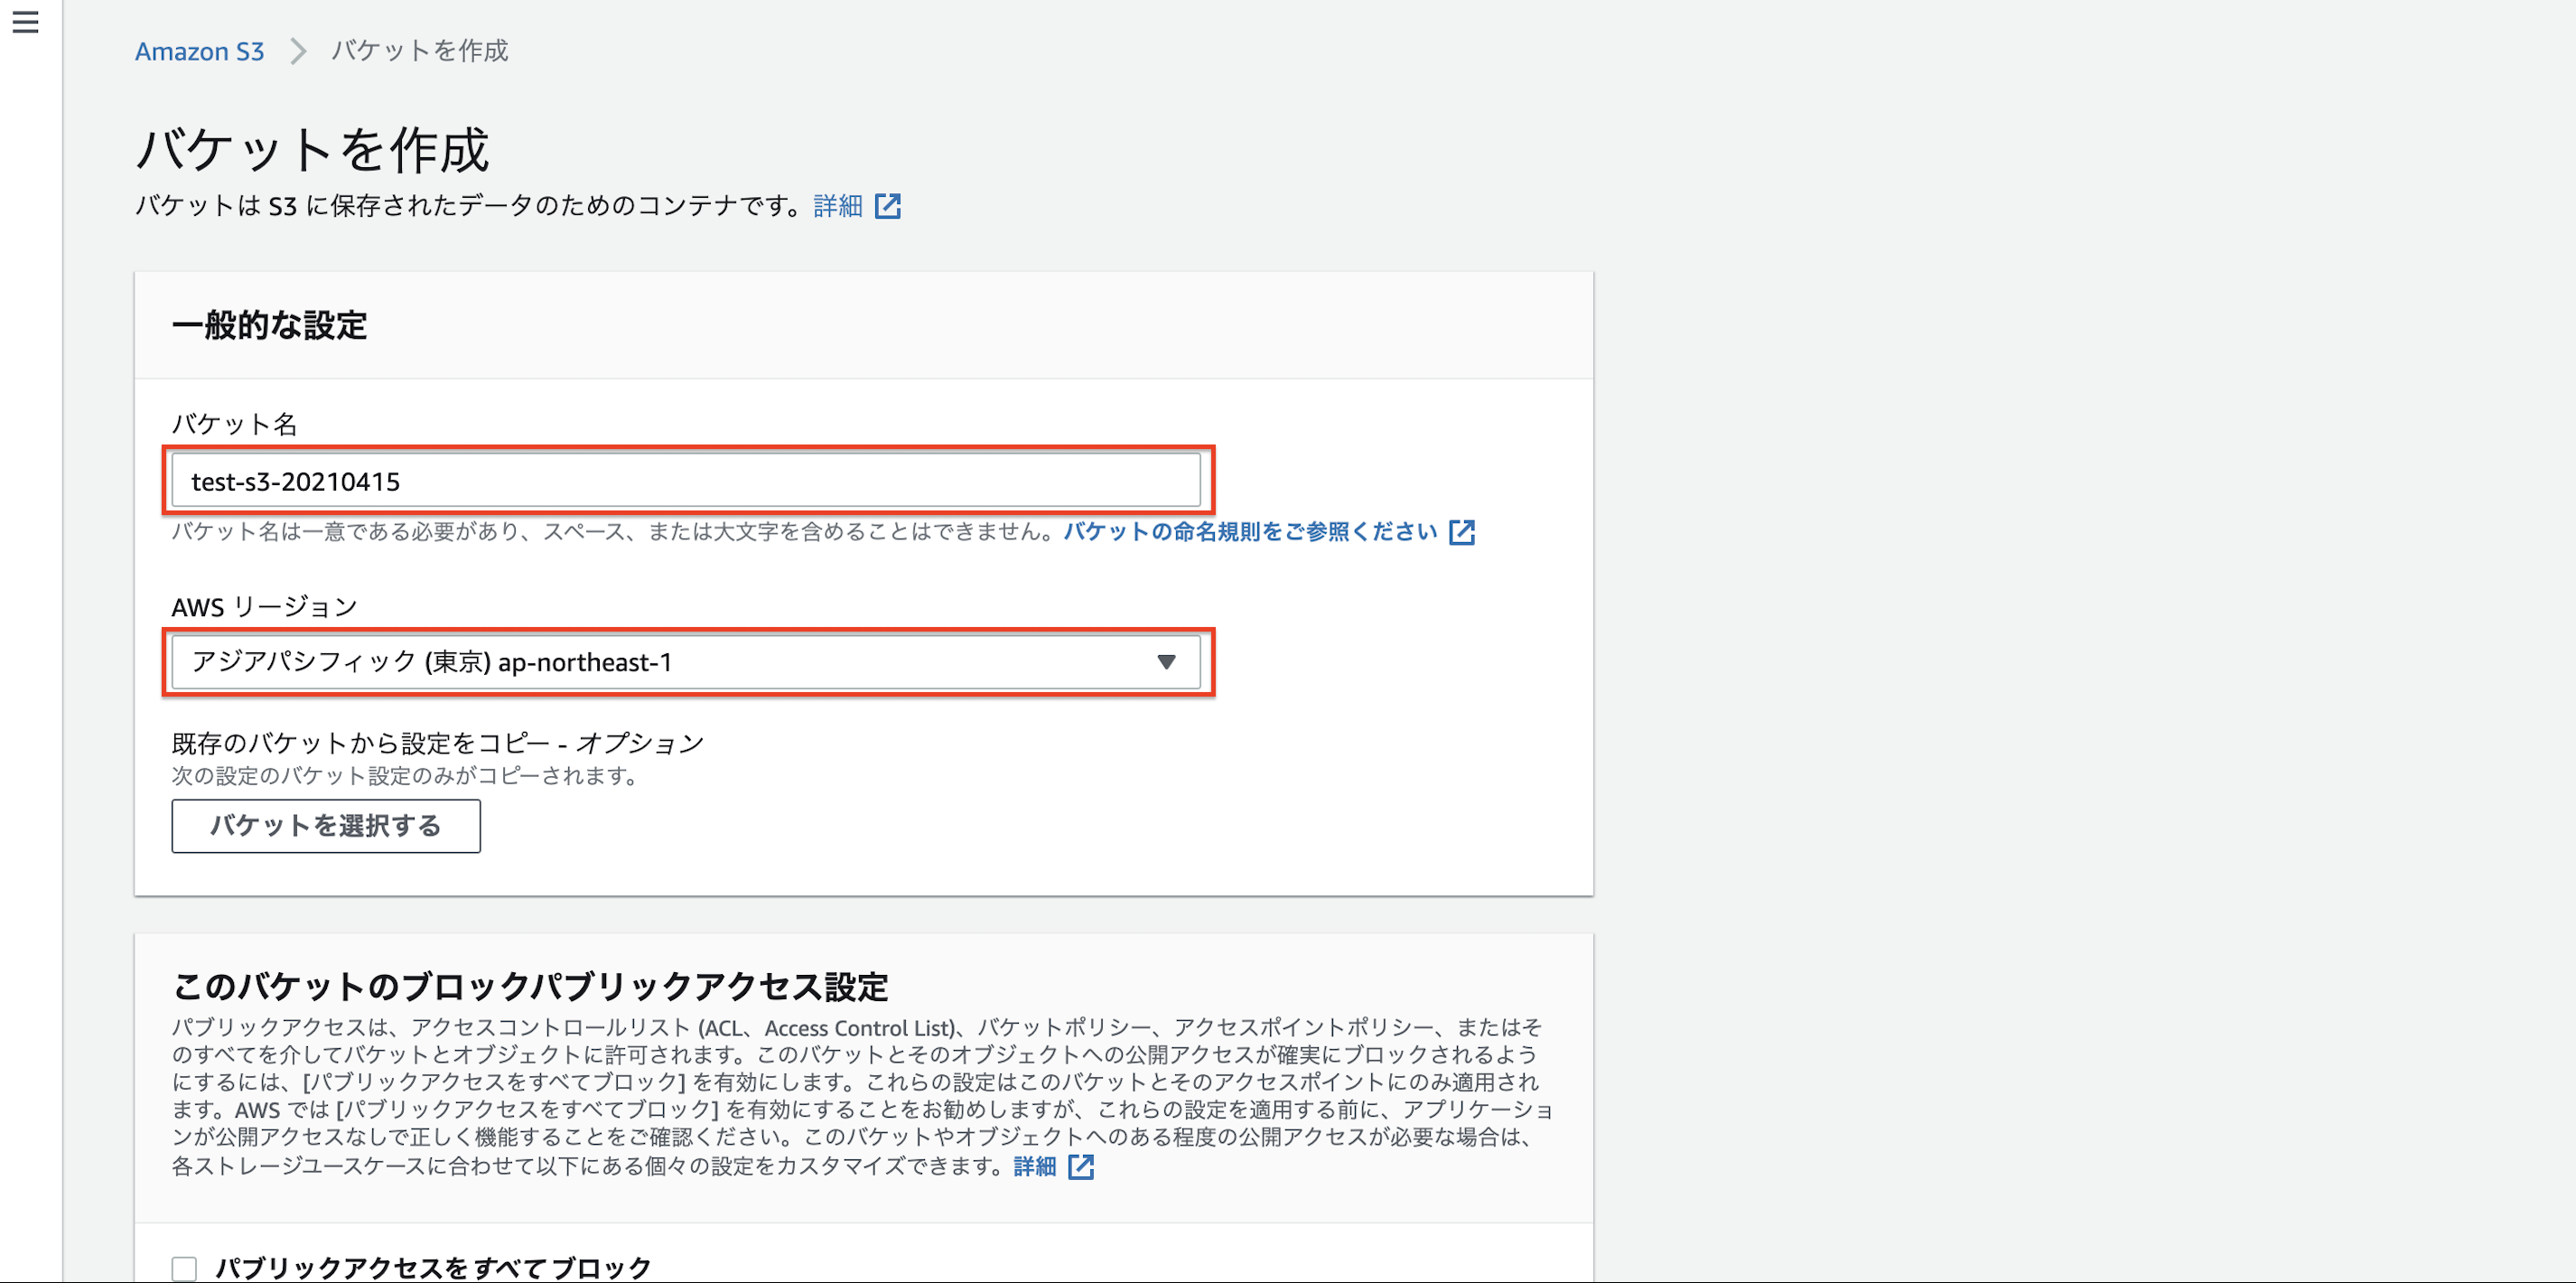 Amazon S3 > バケットを作成
バケットを作成
バケットは S3 に保存されたデータのためのコンテナです。詳細
一般的な設定
バケット名
test-s3-20210415
バケット名は一意である必要があり、スペース、または大文字を含めることはできません。バケットの命名規則をご参照ください
AWS リージョン
アジアパシフィック (東京) ap-northeast-1
既存のバケットから設定をコピー - オプション
次の設定のバケット設定のみがコピーされます。
バケットを選択する
このバケットのブロックパブリックアクセス設定
パブリックアクセスは、アクセスコントロールリスト (ACL、Access Control List)、バケットポリシー、アクセスポイントポリシー、またはそ
のすべてを介してバケットとオブジェクトに許可されます。このバケットとそのオブジェクトへの公開アクセスが確実にブロックされるよう
にするには、[パブリックアクセスをすべてブロック] を有効にします。これらの設定はこのバケットとそのアクセスポイントにのみ適用され
ます。AWS では [パブリックアクセスをすべてブロック] を有効にすることをお勧めしますが、これらの設定を適用する前に、アプリケーショ
ンが公開アクセスなしで正しく機能することをご確認ください。このバケットやオブジェクトへのある程度の公開アクセスが必要な場合は、
各ストレージユースケースに合わせて以下にある個々の設定をカスタマイズできます。詳細
パブリックアクセスをすべてブロック